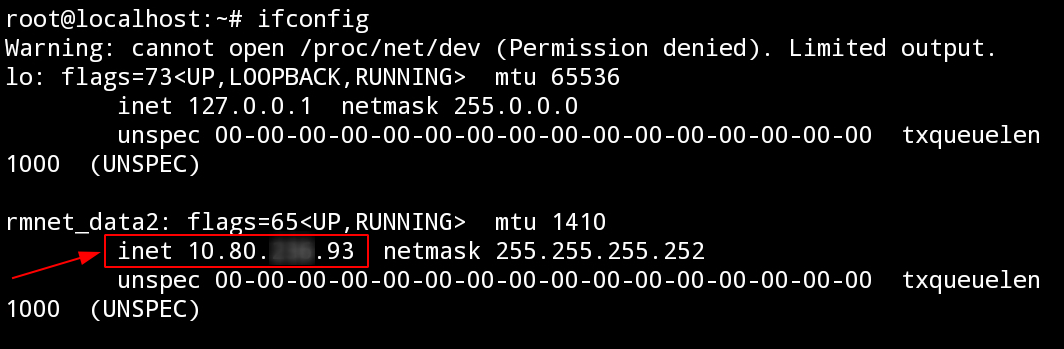 root@localhost:~# ifconfig
Warning: cannot open /proc/net/dev (Permission denied). Limited output.
lo: flags=73<UP,LOOPBACK,RUNNING>  mtu 65536
        inet 127.0.0.1  netmask 255.0.0.0
        unspec 00-00-00-00-00-00-00-00-00-00-00-00-00-00-00-00  txqueuelen
1000  (UNSPEC)

rmnet_data2: flags=65<UP,RUNNING>  mtu 1410
        inet 10.80. .93  netmask 255.255.255.252
        unspec 00-00-00-00-00-00-00-00-00-00-00-00-00-00-00-00  txqueuelen
1000  (UNSPEC)